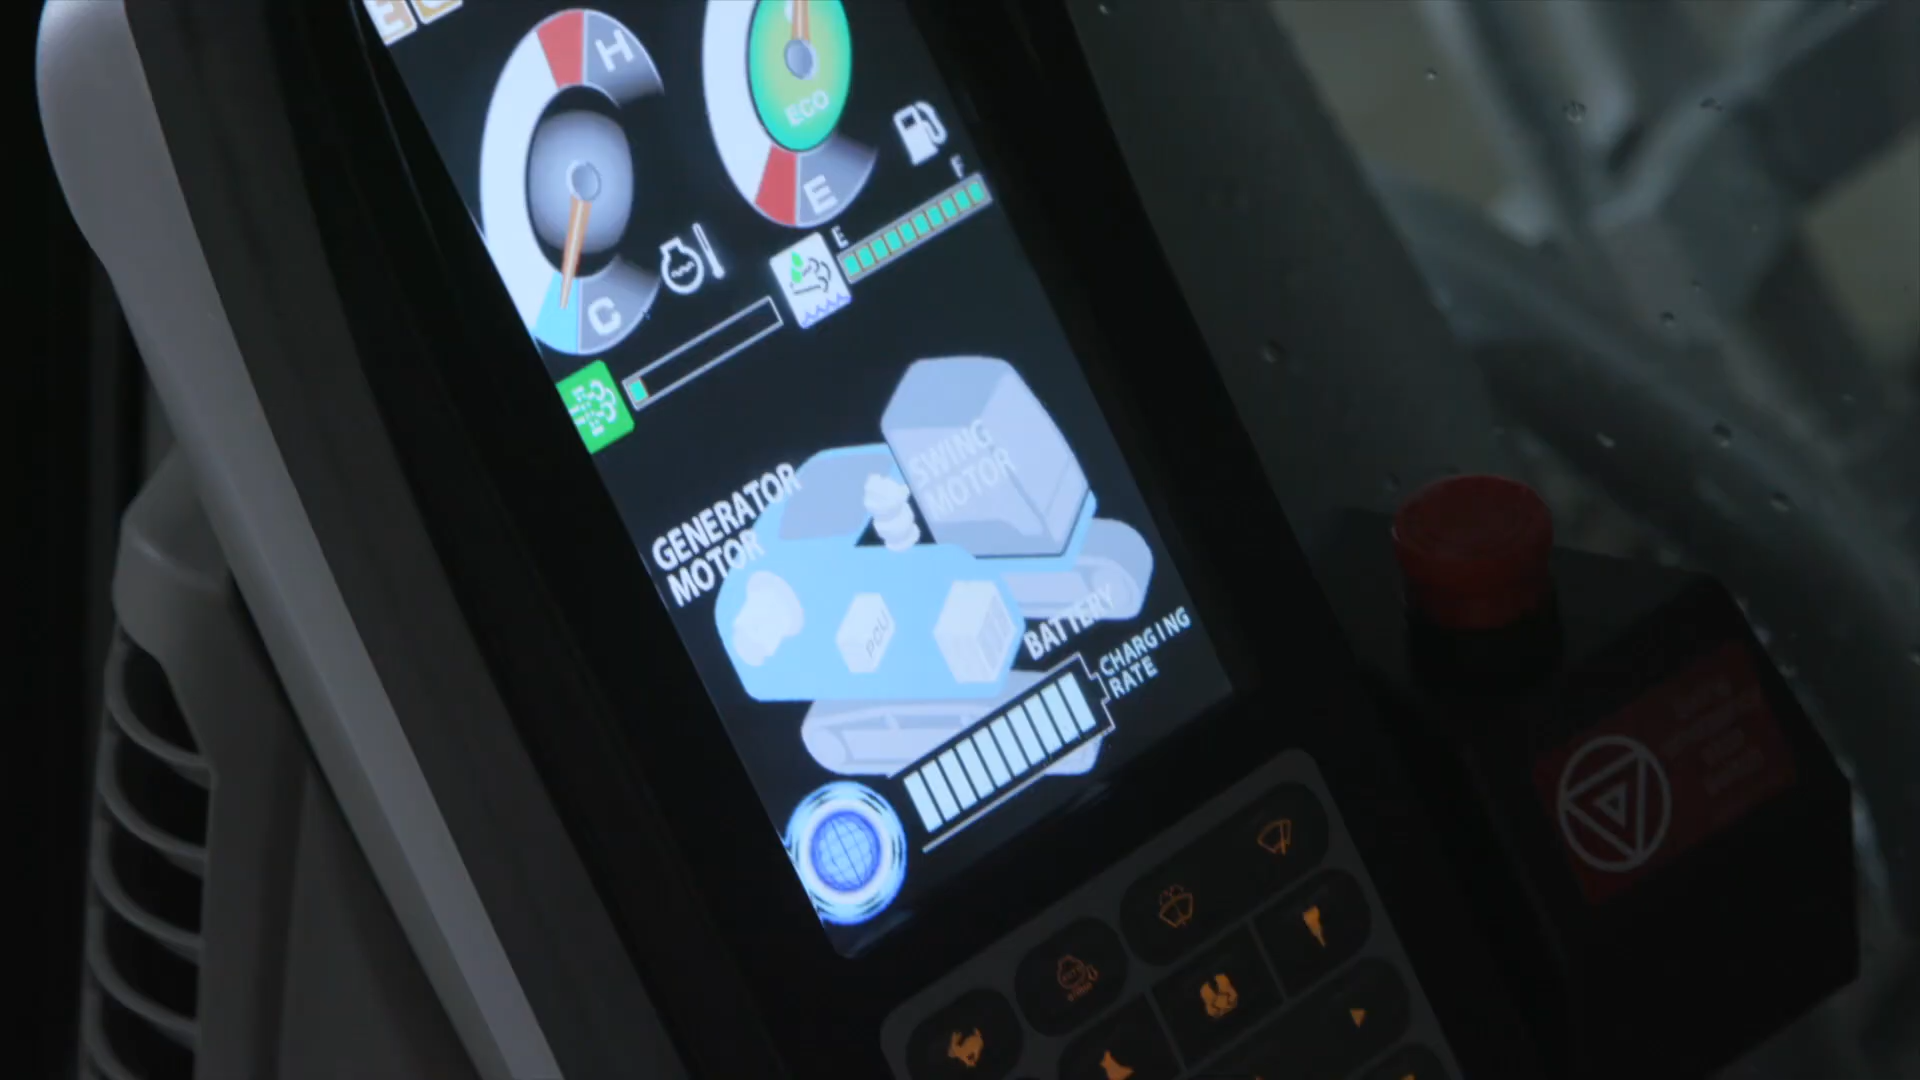 H
ECO
E
F
E
C
SWING
MOTOR
GENERATOR
MOTOR
PCU
BATTERY
CHARGING
RATE